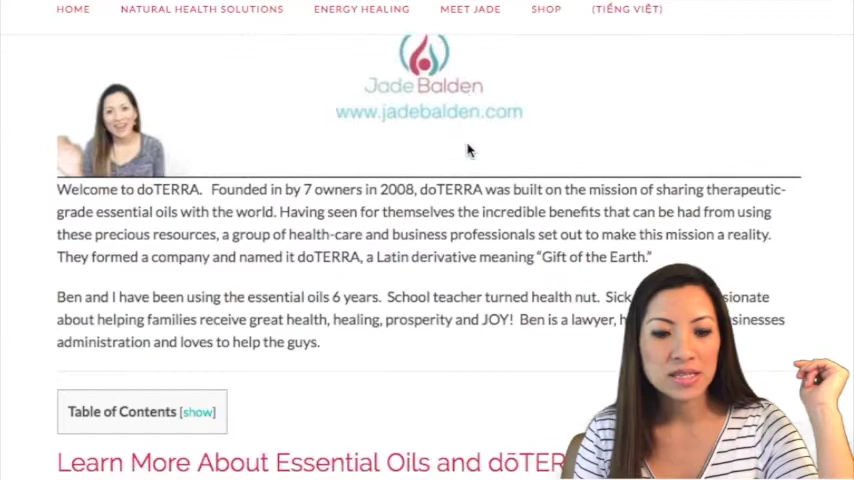 HOME NATURAL HEALTH SOLUTIONS ENERGY HEALING MEET JADE SHOP (TIẾNG VIỆT)
Jade Balden
www.jadebalden.com
Welcome to doTERRA. Founded in by 7 owners in 2008, doTERRA was built on the mission of sharing therapeutic-
grade essential oils with the world. Having seen for themselves the incredible benefits that can be had from using
these precious resources, a group of health-care and business professionals set out to make this mission a reality.
They formed a company and named it doTERRA, a Latin derivative meaning “Gift of the Earth.”
Ben and I have been using the essential oils 6 years. School teacher turned health nut. Sick
about helping families receive great health, healing, prosperity and JOY! Ben is a lawyer,
administration and loves to help the guys.
Table of Contents [show]
Learn More About Essential Oils and